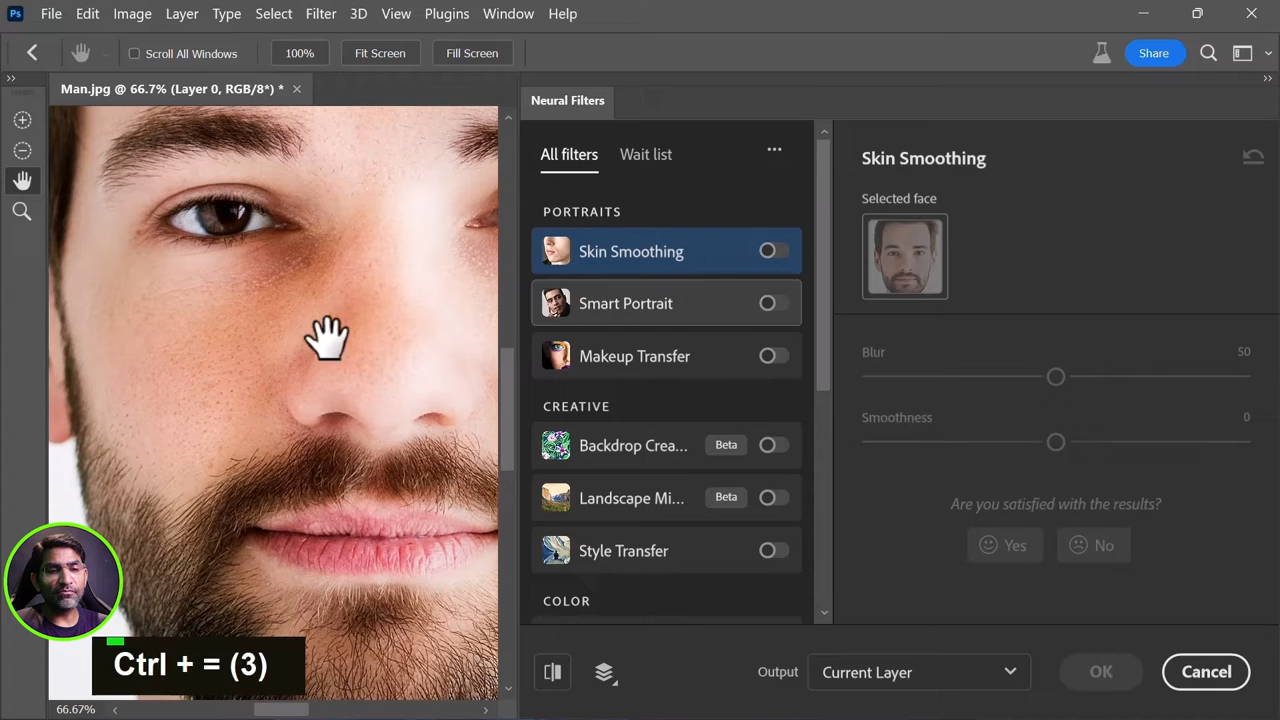 Ps File Edit Image Layer Type Select Filter 3D View Plugins Window Help
Scroll All Windows 100% Fit Screen Fill Screen Share
Man.jpg @ 66.7% (Layer 0, RGB/8*) *
Neural Filters
All filters Wait list
PORTRAITS
Skin Smoothing
Smart Portrait
Makeup Transfer
CREATIVE
Backdrop Crea... Beta
Landscape Mi... Beta
Style Transfer
COLOR
Skin Smoothing
Selected face
Blur 50
Smoothness 0
Are you satisfied with the results?
Yes No
Output Current Layer OK Cancel
Ctrl + = (3)
66.67%